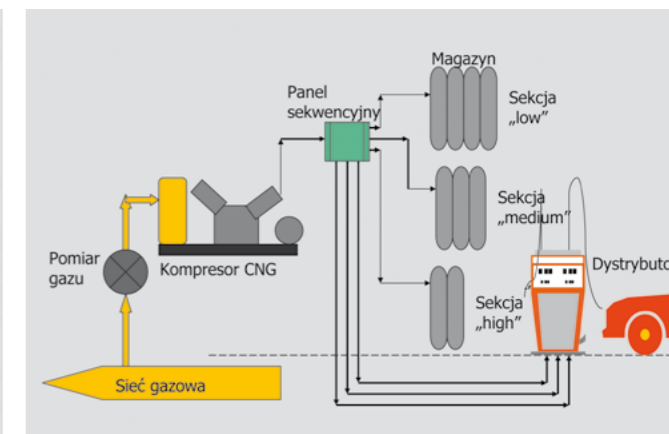 Magazyn
Panel
sekwencyjny
Sekcja
„low”
Sekcja
„medium”
Pomiar
gazu
Kompresor CNG
Dystrybuto
Sekcja
„high”
Sieć gazowa